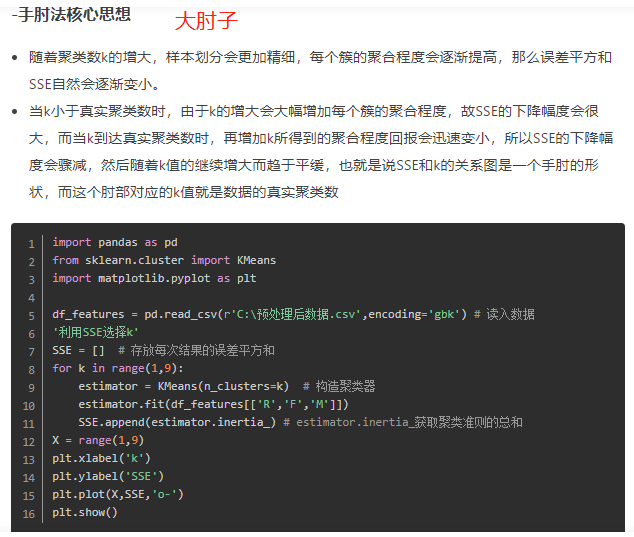 -手肘法核心思想 大肘子
随着聚类数k的增大，样本划分会更加精细，每个簇的聚合程度会逐渐提高，那么误差平方和
SSE自然会逐渐变小。
当k小于真实聚类数时，由于k的增大会大幅增加每个簇的聚合程度，故SSE的下降幅度会很
大，而当k到达真实聚类数时，再增加k所得到的聚合程度回报会迅速变小，所以SSE的下降幅
度会骤减，然后随着k值的继续增大而趋于平缓，也就是说SSE和k的关系图是一个手肘的形
状，而这个肘部对应的k值就是数据的真实聚类数
1 import pandas as pd
2 from sklearn.cluster import KMeans
3 import matplotlib.pyplot as plt
4
5 df_features = pd.read_csv(r'C:\预处理后数据.csv',encoding='gbk') # 读入数据
6 '利用SSE选择k'
7 SSE = []  # 存放每次结果的误差平方和
8 for k in range(1,9):
9     estimator = KMeans(n_clusters=k)  # 构造聚类器
10     estimator.fit(df_features[['R','F','M']])
11     SSE.append(estimator.inertia_) # estimator.inertia_获取聚类准则的总和
12 X = range(1,9)
13 plt.xlabel('k')
14 plt.ylabel('SSE')
15 plt.plot(X,SSE,'o-')
16 plt.show()